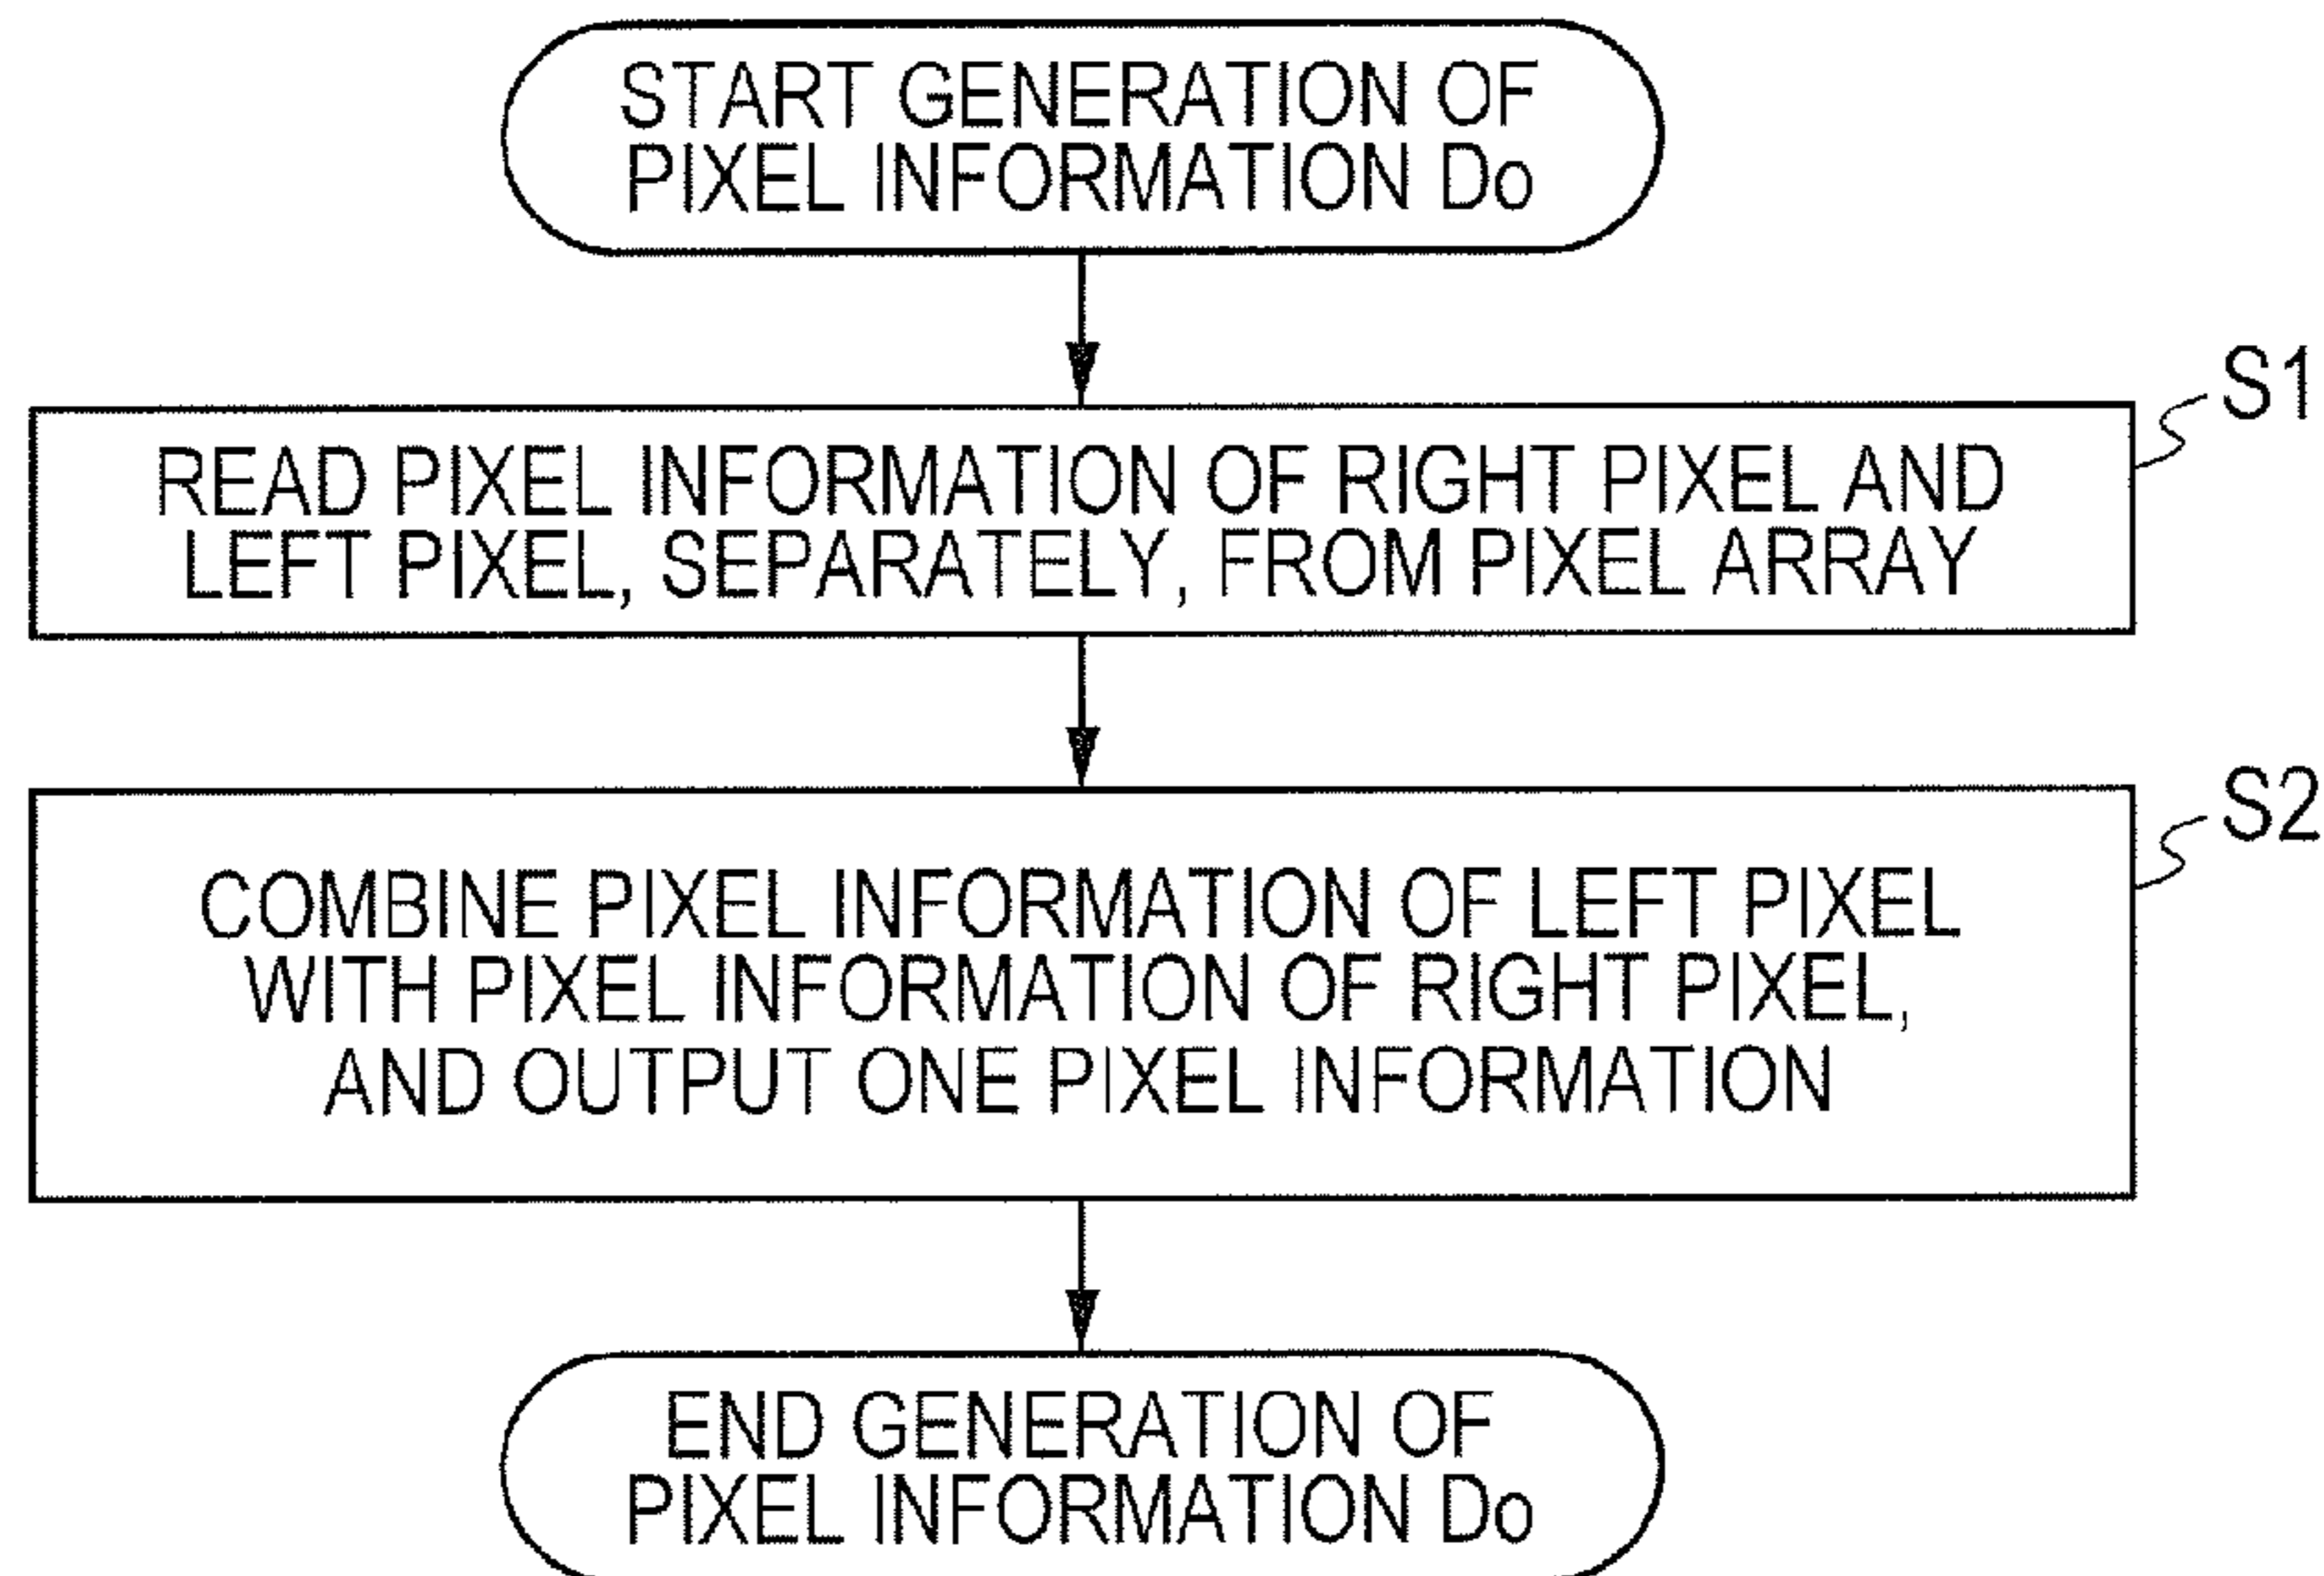 START GENERATION OF
PIXEL INFORMATION Do
S1
READ PIXEL INFORMATION OF RIGHT PIXEL AND
LEFT PIXEL, SEPARATELY, FROM PIXEL ARRAY
S2
COMBINE PIXEL INFORMATION OF LEFT PIXEL
WITH PIXEL INFORMATION OF RIGHT PIXEL,
AND OUTPUT ONE PIXEL INFORMATION
END GENERATION OF
PIXEL INFORMATION Do